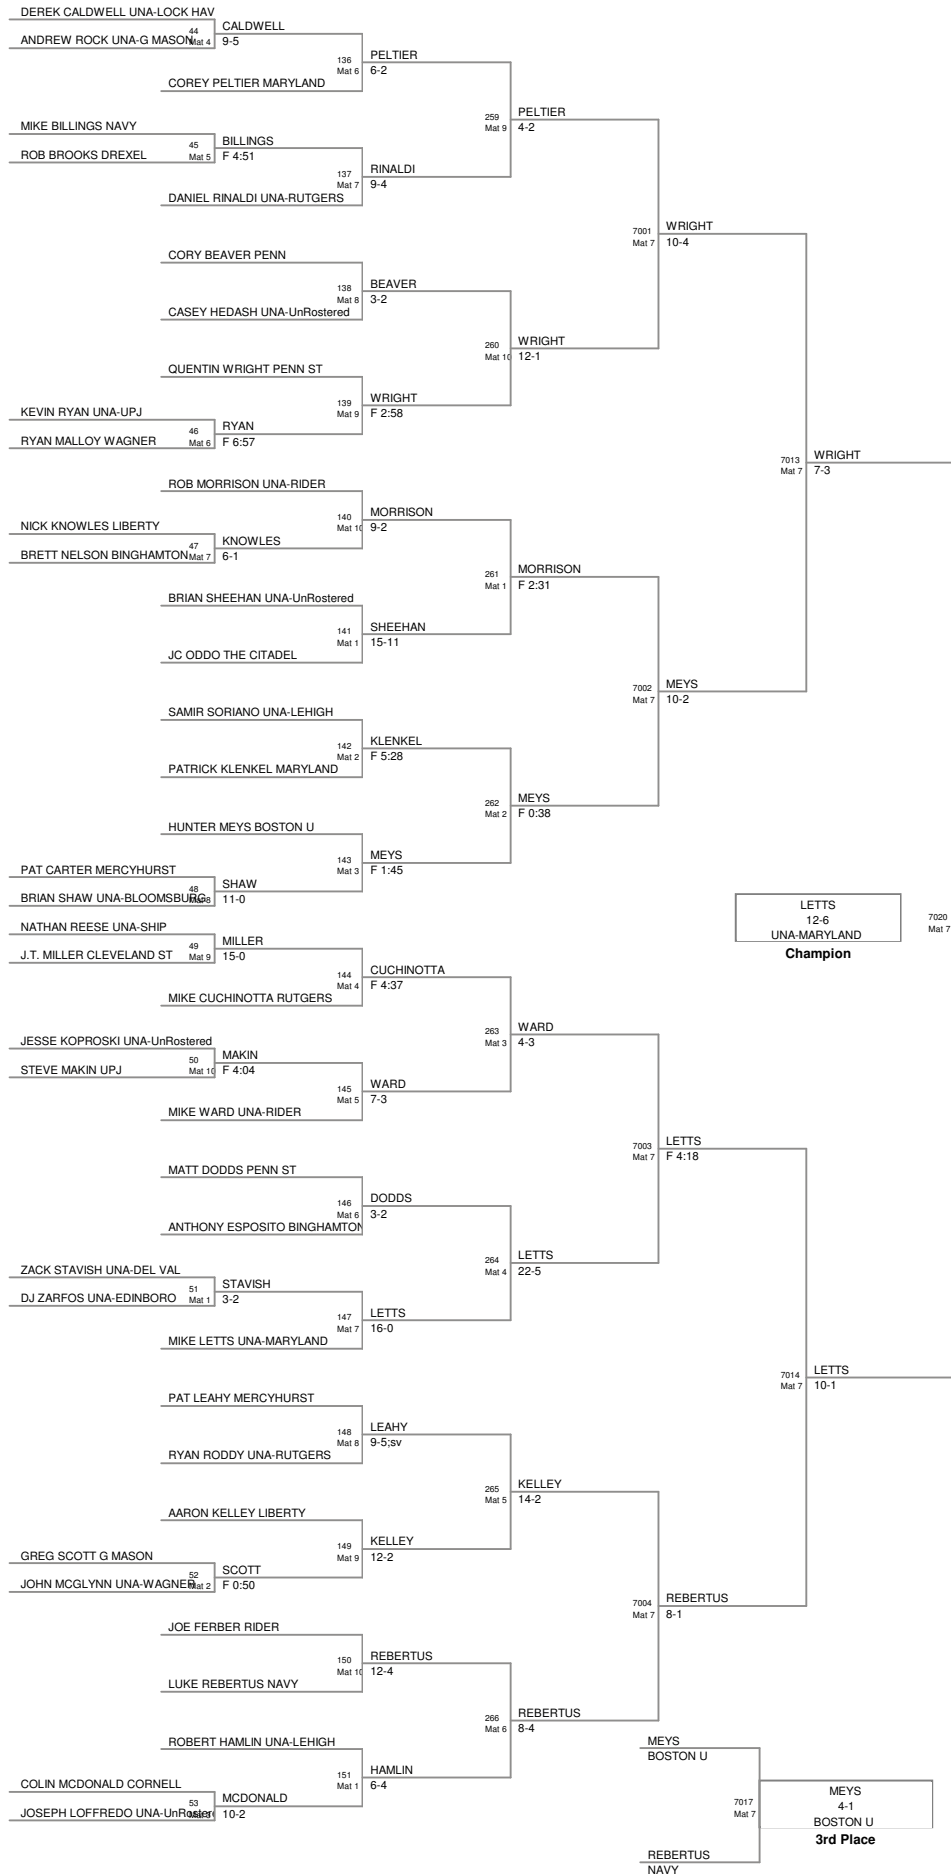 DEREK CALDWELL UNA-LOCK HAV
44
Mat 4
CALDWELL
9-5
ANDREW ROCK UNA-G MASON
136
Mat 6
PELTIER
6-2
COREY PELTIER MARYLAND
259
Mat 9
PELTIER
4-2
MIKE BILLINGS NAVY
45
Mat 5
BILLINGS
F 4:51
ROB BROOKS DREXEL
137
Mat 7
RINALDI
9-4
DANIEL RINALDI UNA-RUTGERS
7001
Mat 7
WRIGHT
10-4
CORY BEAVER PENN
138
Mat 8
BEAVER
3-2
CASEY HEDASH UNA-UnRostered
260
Mat 10
WRIGHT
12-1
QUENTIN WRIGHT PENN ST
139
Mat 9
WRIGHT
F 2:58
KEVIN RYAN UNA-UPJ
46
Mat 6
RYAN
F 6:57
RYAN MALLOY WAGNER
7013
Mat 7
WRIGHT
7-3
ROB MORRISON UNA-RIDER
140
Mat 10
MORRISON
9-2
NICK KNOWLES LIBERTY
47
Mat 7
KNOWLES
6-1
BRETT NELSON BINGHAMTON
261
Mat 1
MORRISON
F 2:31
BRIAN SHEEHAN UNA-UnRostered
141
Mat 1
SHEEHAN
15-11
JC ODDO THE CITADEL
7002
Mat 7
MEYS
10-2
SAMIR SORIANO UNA-LEHIGH
142
Mat 2
KLENKEL
F 5:28
PATRICK KLENKEL MARYLAND
262
Mat 2
MEYS
F 0:38
HUNTER MEYS BOSTON U
143
Mat 3
MEYS
F 1:45
PAT CARTER MERCYHURST
48
Mat 8
SHAW
11-0
BRIAN SHAW UNA-BLOOMSBURG
LETTS
12-6
UNA-MARYLAND
Champion
7020
Mat 7
NATHAN REESE UNA-SHIP
49
Mat 9
MILLER
15-0
J.T. MILLER CLEVELAND ST
144
Mat 4
CUCHINOTTA
F 4:37
MIKE CUCHINOTTA RUTGERS
263
Mat 3
WARD
4-3
JESSE KOPROSKI UNA-UnRostered
50
Mat 10
MAKIN
F 4:04
STEVE MAKIN UPJ
145
Mat 5
WARD
7-3
MIKE WARD UNA-RIDER
7003
Mat 7
LETTS
F 4:18
MATT DODDS PENN ST
146
Mat 6
DODDS
3-2
ANTHONY ESPOSITO BINGHAMTON
264
Mat 4
LETTS
22-5
ZACK STAVISH UNA-DEL VAL
51
Mat 1
STAVISH
3-2
DJ ZARFOS UNA-EDINBORO
147
Mat 7
LETTS
16-0
MIKE LETTS UNA-MARYLAND
7014
Mat 7
LETTS
10-1
PAT LEAHY MERCYHURST
148
Mat 8
LEAHY
9-5;sv
RYAN RODDY UNA-RUTGERS
265
Mat 5
KELLEY
14-2
AARON KELLEY LIBERTY
149
Mat 9
KELLEY
12-2
GREG SCOTT G MASON
52
Mat 2
SCOTT
F 0:50
JOHN MCGLYNN UNA-WAGNER
7004
Mat 7
REBERTUS
8-1
JOE FERBER RIDER
150
Mat 10
REBERTUS
12-4
LUKE REBERTUS NAVY
266
Mat 6
REBERTUS
8-4
ROBERT HAMLIN UNA-LEHIGH
151
Mat 1
HAMLIN
6-4
COLIN MCDONALD CORNELL
53
MCDONALD
10-2
JOSEPH LOFFREDO UNA-UnRostere
MEYS
BOSTON U
7017
Mat 7
MEYS
4-1
BOSTON U
3rd Place
REBERTUS
NAVY